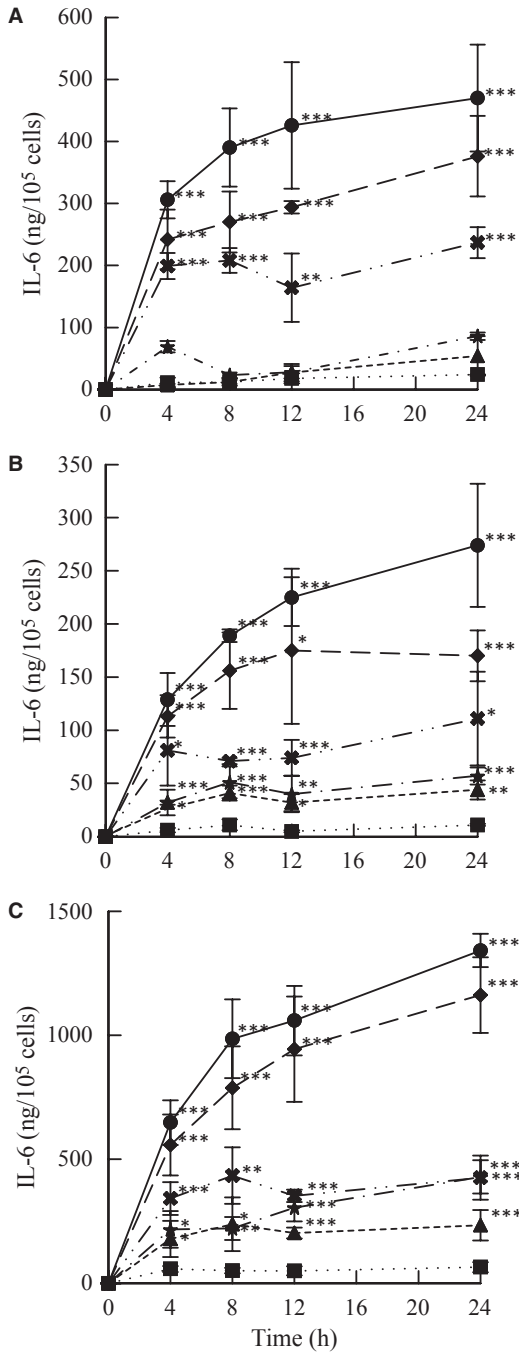 A
600
500
400
300
200
100
0
IL-6 (ng/10⁵ cells)
*** *** *** ***
*** *** *** ***
*** *** ** ***
0 4 8 12 16 20 24
B
350
300
250
200
150
100
50
0
IL-6 (ng/10⁵ cells)
*** *** *** ***
*** *** * ***
* *** *** *
*** *** ** ***
* *** * **
0 4 8 12 16 20 24
C
1500
1000
500
0
IL-6 (ng/10⁵ cells)
*** *** *** ***
*** *** *** ***
*** ** *** ***
* ** *** ***
* * ***
0 4 8 12 16 20 24
Time (h)